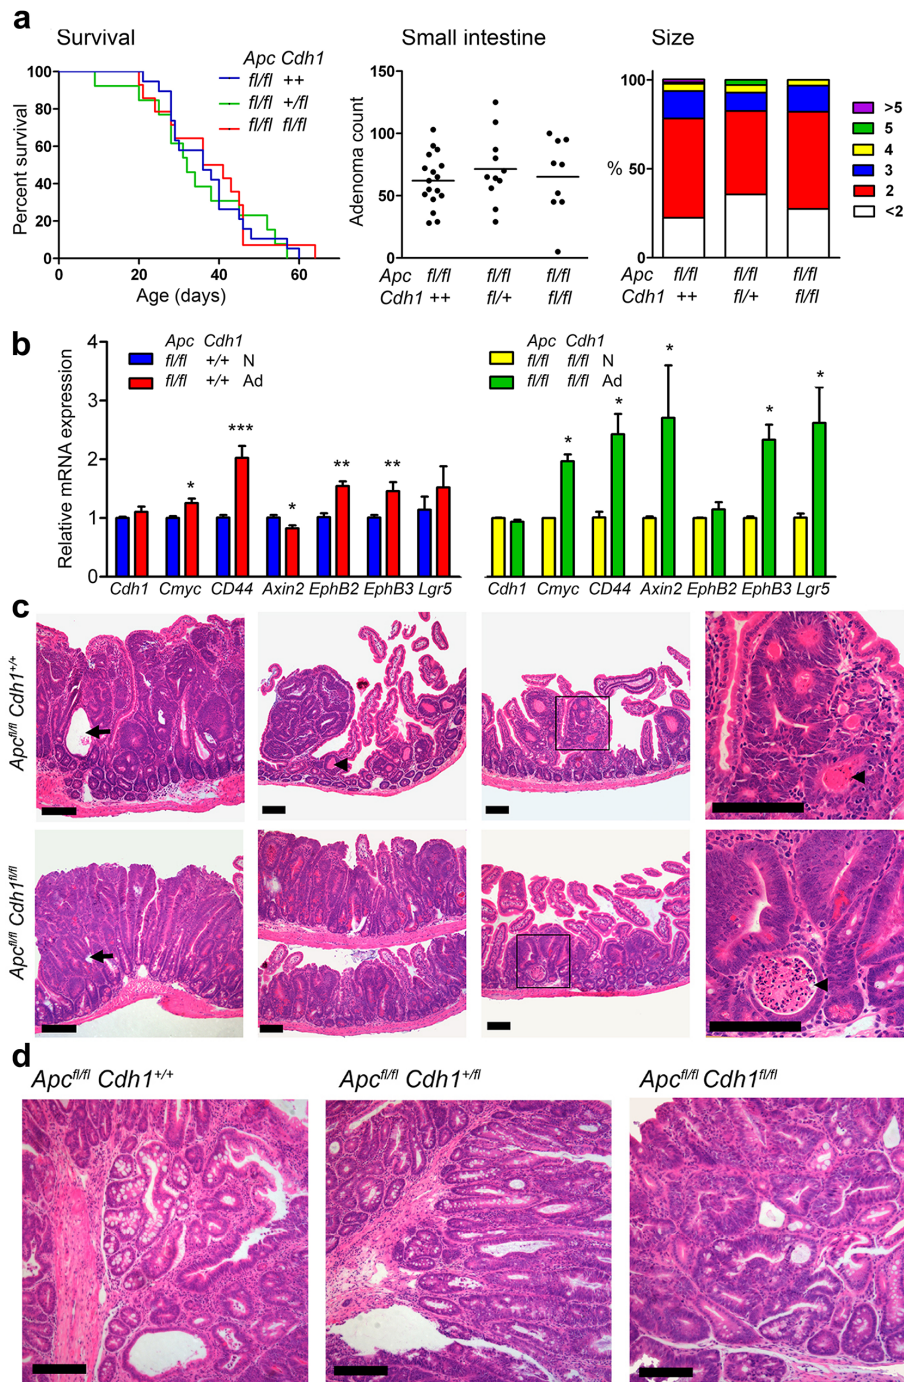 a
Survival
Small intestine
Size
Apc Cdh1
fl/fl ++
fl/fl +/fl
fl/fl fl/fl
Percent survival
100
80
60
40
20
0
0 20 40 60
Age (days)
Adenoma count
150
100
50
0
Apc fl/fl fl/fl fl/fl
Cdh1 ++ fl/+ fl/fl
%
100
50
0
Apc fl/fl fl/fl fl/fl
Cdh1 ++ fl/+ fl/fl
>5
5
4
3
2
<2
b
Relative mRNA expression
4
3
2
1
0
Apc Cdh1
fl/fl +/+ N
fl/fl +/+ Ad
* *** * ** **
Cdh1 Cmyc CD44 Axin2 EphB2 EphB3 Lgr5
Apc Cdh1
fl/fl fl/fl N
fl/fl fl/fl Ad
* * * * *
Cdh1 Cmyc CD44 Axin2 EphB2 EphB3 Lgr5
c
Apcfl/fl Cdh1+/+
Apcfl/fl Cdh1fl/fl
d
Apcfl/fl Cdh1+/+
Apcfl/fl Cdh1+/fl
Apcfl/fl Cdh1fl/fl